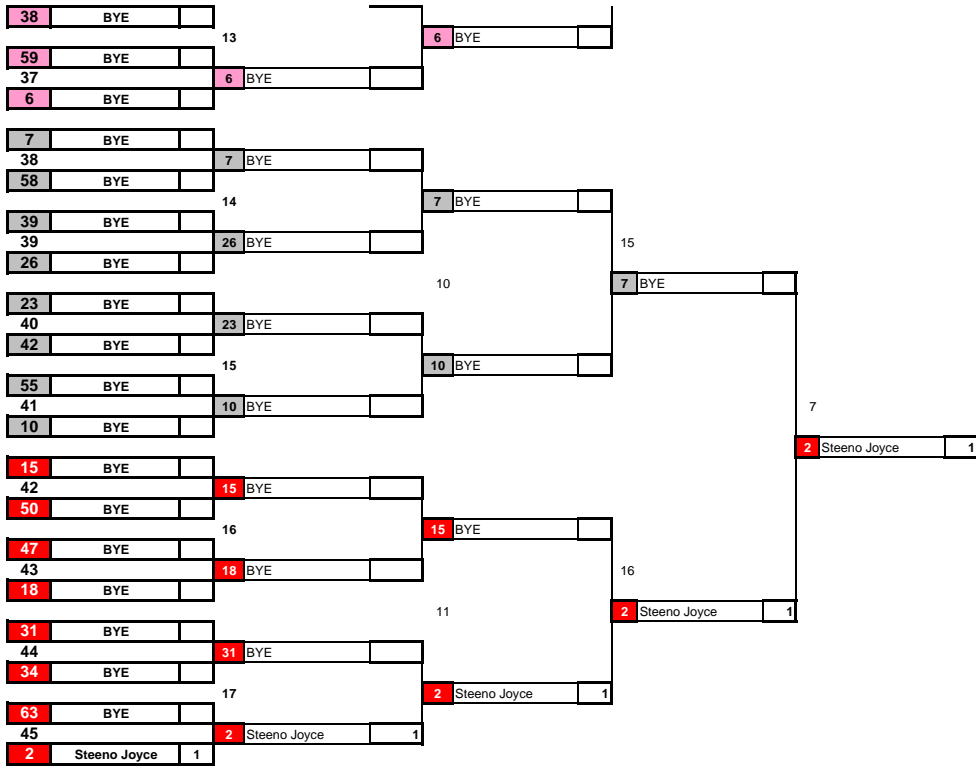 38 BYE
13 6 BYE
59 BYE
37 6 BYE
6 BYE
7 BYE
38 7 BYE
58 BYE
14 7 BYE
39 BYE
39 26 BYE 15
26 BYE
10 7 BYE
23 BYE
40 23 BYE
42 BYE
15 10 BYE
55 BYE
41 10 BYE 7
10 BYE
2 Steeno Joyce 1
15 BYE
42 15 BYE
50 BYE
16 15 BYE
47 BYE
43 18 BYE 16
18 BYE
11 2 Steeno Joyce 1
31 BYE
44 31 BYE
34 BYE
17 2 Steeno Joyce 1
63 BYE
45 2 Steeno Joyce 1
2 Steeno Joyce 1